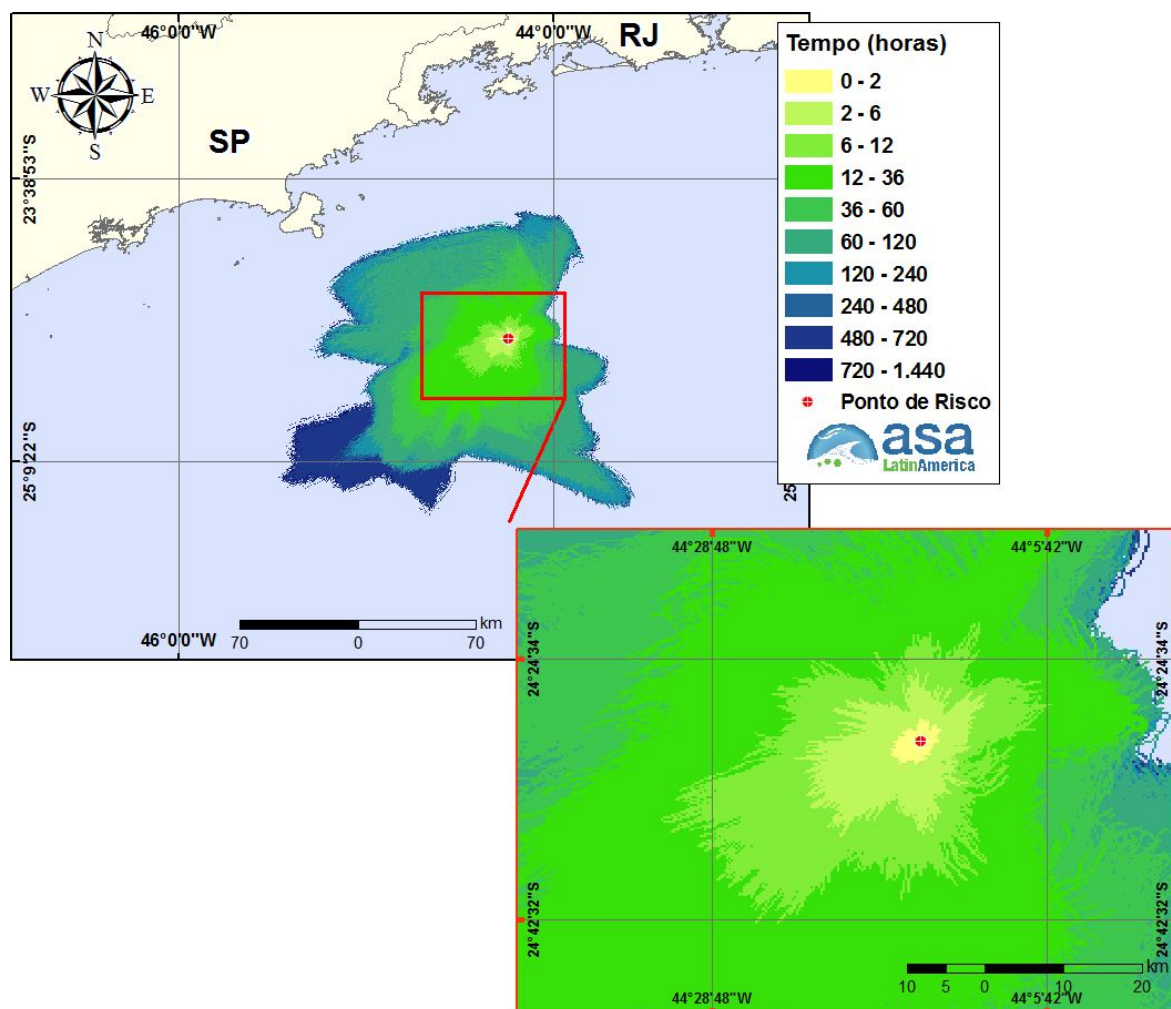 46°0'0"W
44°0'0"W
RJ
N
W E
S
SP
23°38'53"S
23°38'53"S
25°9'22"S
25
46°0'0"W
km
70 0 70
Tempo (horas)
0 - 2
2 - 6
6 - 12
12 - 36
36 - 60
60 - 120
120 - 240
240 - 480
480 - 720
720 - 1.440
Ponto de Risco
asa
LatinAmerica
44°28'48"W
44°5'42"W
24°24'34"S
24°24'34"S
24°42'32"S
24°42'32"S
km
10 5 0 10 20
44°28'48"W
44°5'42"W